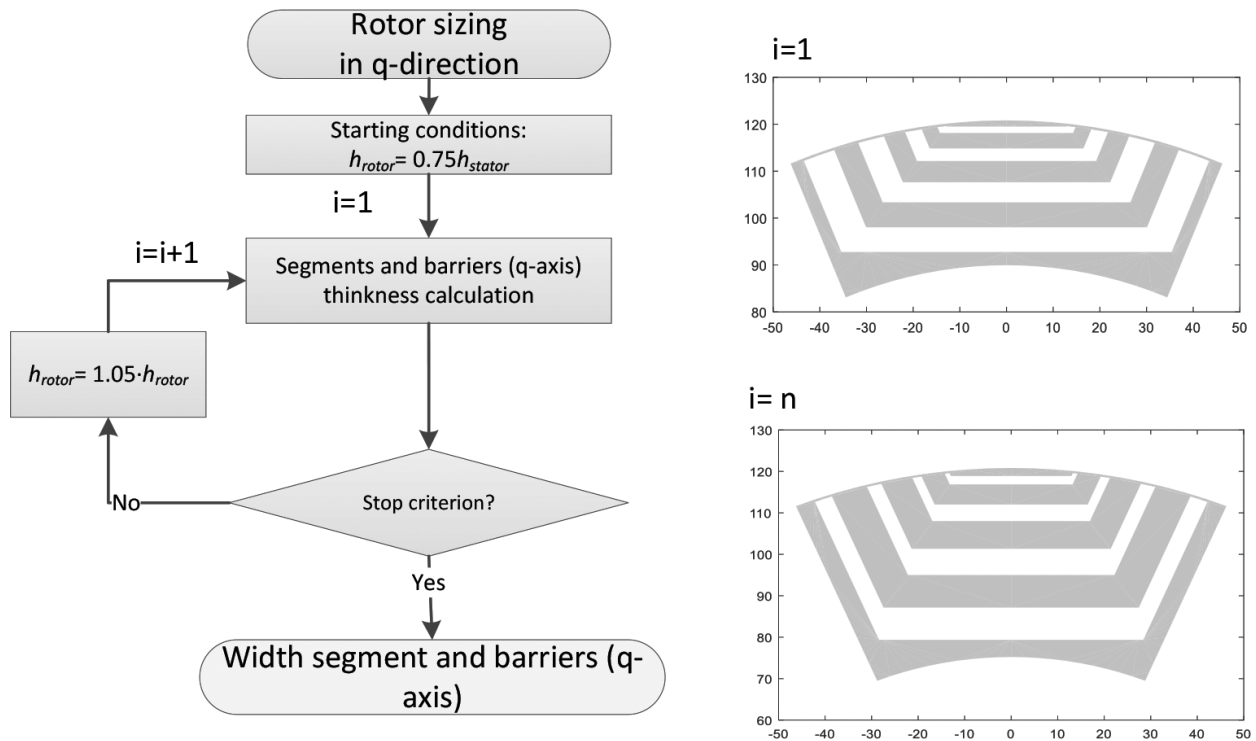 Rotor sizing
in q-direction
Starting conditions:
hrotor= 0.75hstator
i=1
i=i+1
Segments and barriers (q-axis)
thinkness calculation
hrotor= 1.05·hrotor
Stop criterion?
No
Yes
Width segment and barriers (q-
axis)
i=1
130
120
110
100
90
80
-50 -40 -30 -20 -10 0 10 20 30 40 50
i= n
130
120
110
100
90
80
70
60
-50 -40 -30 -20 -10 0 10 20 30 40 50